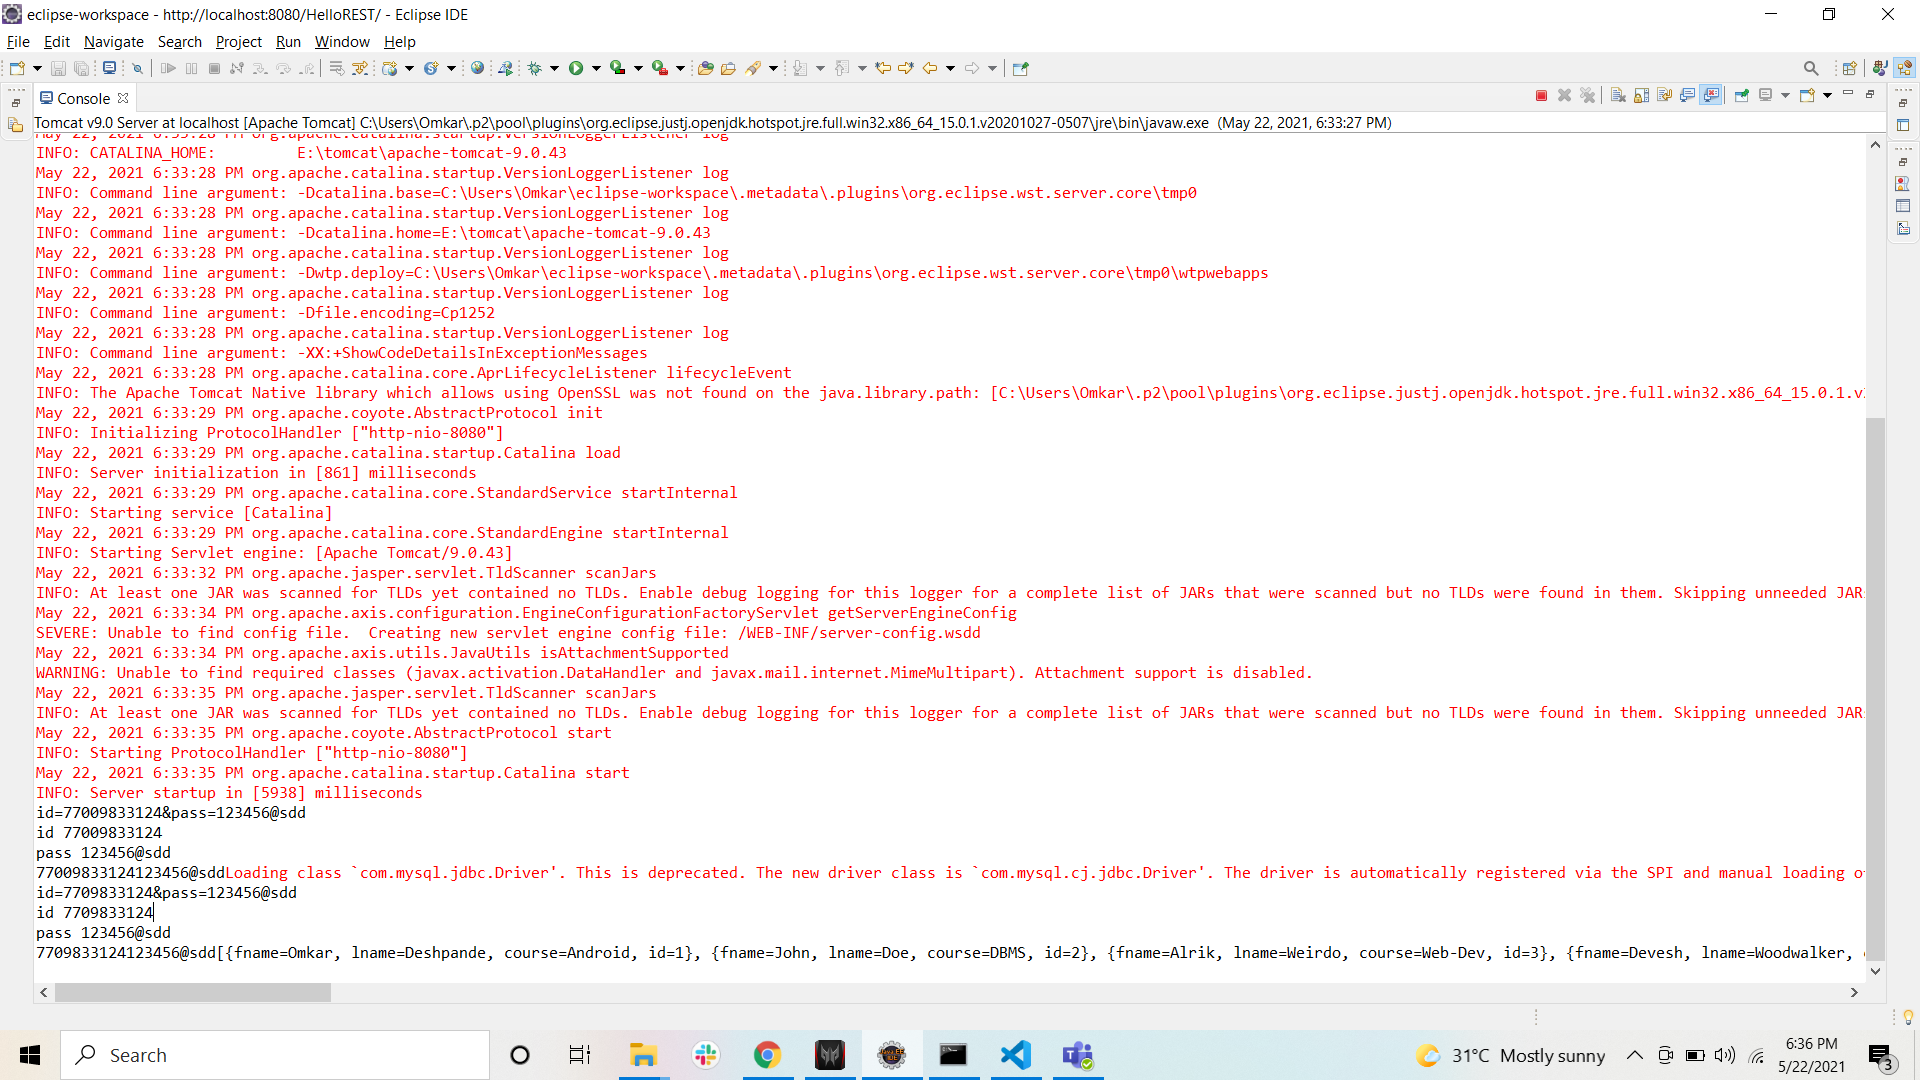 eclipse-workspace - http://localhost:8080/HelloREST/ - Eclipse IDE
File Edit Navigate Search Project Run Window Help
Console
Tomcat v9.0 Server at localhost [Apache Tomcat] C:\Users\Omkar\.p2\pool\plugins\org.eclipse.justj.openjdk.hotspot.jre.full.win32.x86_64_15.0.1.v20201027-0507\jre\bin\javaw.exe (May 22, 2021, 6:33:27 PM)
May 22, 2021 6:33:28 PM org.apache.catalina.startup.VersionLoggerListener log
INFO: CATALINA_HOME:         E:\tomcat\apache-tomcat-9.0.43
May 22, 2021 6:33:28 PM org.apache.catalina.startup.VersionLoggerListener log
INFO: Command line argument: -Dcatalina.base=C:\Users\Omkar\eclipse-workspace\.metadata\.plugins\org.eclipse.wst.server.core\tmp0
May 22, 2021 6:33:28 PM org.apache.catalina.startup.VersionLoggerListener log
INFO: Command line argument: -Dcatalina.home=E:\tomcat\apache-tomcat-9.0.43
May 22, 2021 6:33:28 PM org.apache.catalina.startup.VersionLoggerListener log
INFO: Command line argument: -Dwtp.deploy=C:\Users\Omkar\eclipse-workspace\.metadata\.plugins\org.eclipse.wst.server.core\tmp0\wtpwebapps
May 22, 2021 6:33:28 PM org.apache.catalina.startup.VersionLoggerListener log
INFO: Command line argument: -Dfile.encoding=Cp1252
May 22, 2021 6:33:28 PM org.apache.catalina.startup.VersionLoggerListener log
INFO: Command line argument: -XX:+ShowCodeDetailsInExceptionMessages
May 22, 2021 6:33:28 PM org.apache.catalina.core.AprLifecycleListener lifecycleEvent
INFO: The Apache Tomcat Native library which allows using OpenSSL was not found on the java.library.path: [C:\Users\Omkar\.p2\pool\plugins\org.eclipse.justj.openjdk.hotspot.jre.full.win32.x86_64_15.0.1.v
May 22, 2021 6:33:29 PM org.apache.coyote.AbstractProtocol init
INFO: Initializing ProtocolHandler ["http-nio-8080"]
May 22, 2021 6:33:29 PM org.apache.catalina.startup.Catalina load
INFO: Server initialization in [861] milliseconds
May 22, 2021 6:33:29 PM org.apache.catalina.core.StandardService startInternal
INFO: Starting service [Catalina]
May 22, 2021 6:33:29 PM org.apache.catalina.core.StandardEngine startInternal
INFO: Starting Servlet engine: [Apache Tomcat/9.0.43]
May 22, 2021 6:33:32 PM org.apache.jasper.servlet.TldScanner scanJars
INFO: At least one JAR was scanned for TLDs yet contained no TLDs. Enable debug logging for this logger for a complete list of JARs that were scanned but no TLDs were found in them. Skipping unneeded JAR
May 22, 2021 6:33:34 PM org.apache.axis.configuration.EngineConfigurationFactoryServlet getServerEngineConfig
SEVERE: Unable to find config file.  Creating new servlet engine config file: /WEB-INF/server-config.wsdd
May 22, 2021 6:33:34 PM org.apache.axis.utils.JavaUtils isAttachmentSupported
WARNING: Unable to find required classes (javax.activation.DataHandler and javax.mail.internet.MimeMultipart). Attachment support is disabled.
May 22, 2021 6:33:35 PM org.apache.jasper.servlet.TldScanner scanJars
INFO: At least one JAR was scanned for TLDs yet contained no TLDs. Enable debug logging for this logger for a complete list of JARs that were scanned but no TLDs were found in them. Skipping unneeded JAR
May 22, 2021 6:33:35 PM org.apache.coyote.AbstractProtocol start
INFO: Starting ProtocolHandler ["http-nio-8080"]
May 22, 2021 6:33:35 PM org.apache.catalina.startup.Catalina start
INFO: Server startup in [5938] milliseconds
id=77009833124&pass=123456@sdd
id 77009833124
pass 123456@sdd
77009833124123456@sddLoading class `com.mysql.jdbc.Driver'. This is deprecated. The new driver class is `com.mysql.cj.jdbc.Driver'. The driver is automatically registered via the SPI and manual loading o
id=7709833124&pass=123456@sdd
id 7709833124
pass 123456@sdd
7709833124123456@sdd[{fname=Omkar, lname=Deshpande, course=Android, id=1}, {fname=John, lname=Doe, course=DBMS, id=2}, {fname=Alrik, lname=Weirdo, course=Web-Dev, id=3}, {fname=Devesh, lname=Woodwalker,
Search
31°C Mostly sunny
6:36 PM
5/22/2021
3